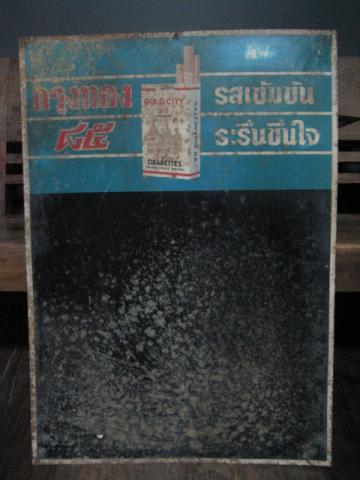 กรุงทอง
๘๕
GOLD CITY
85
CIGARETTES
รสเข้มข้น
ระรื่นชื่นใจ